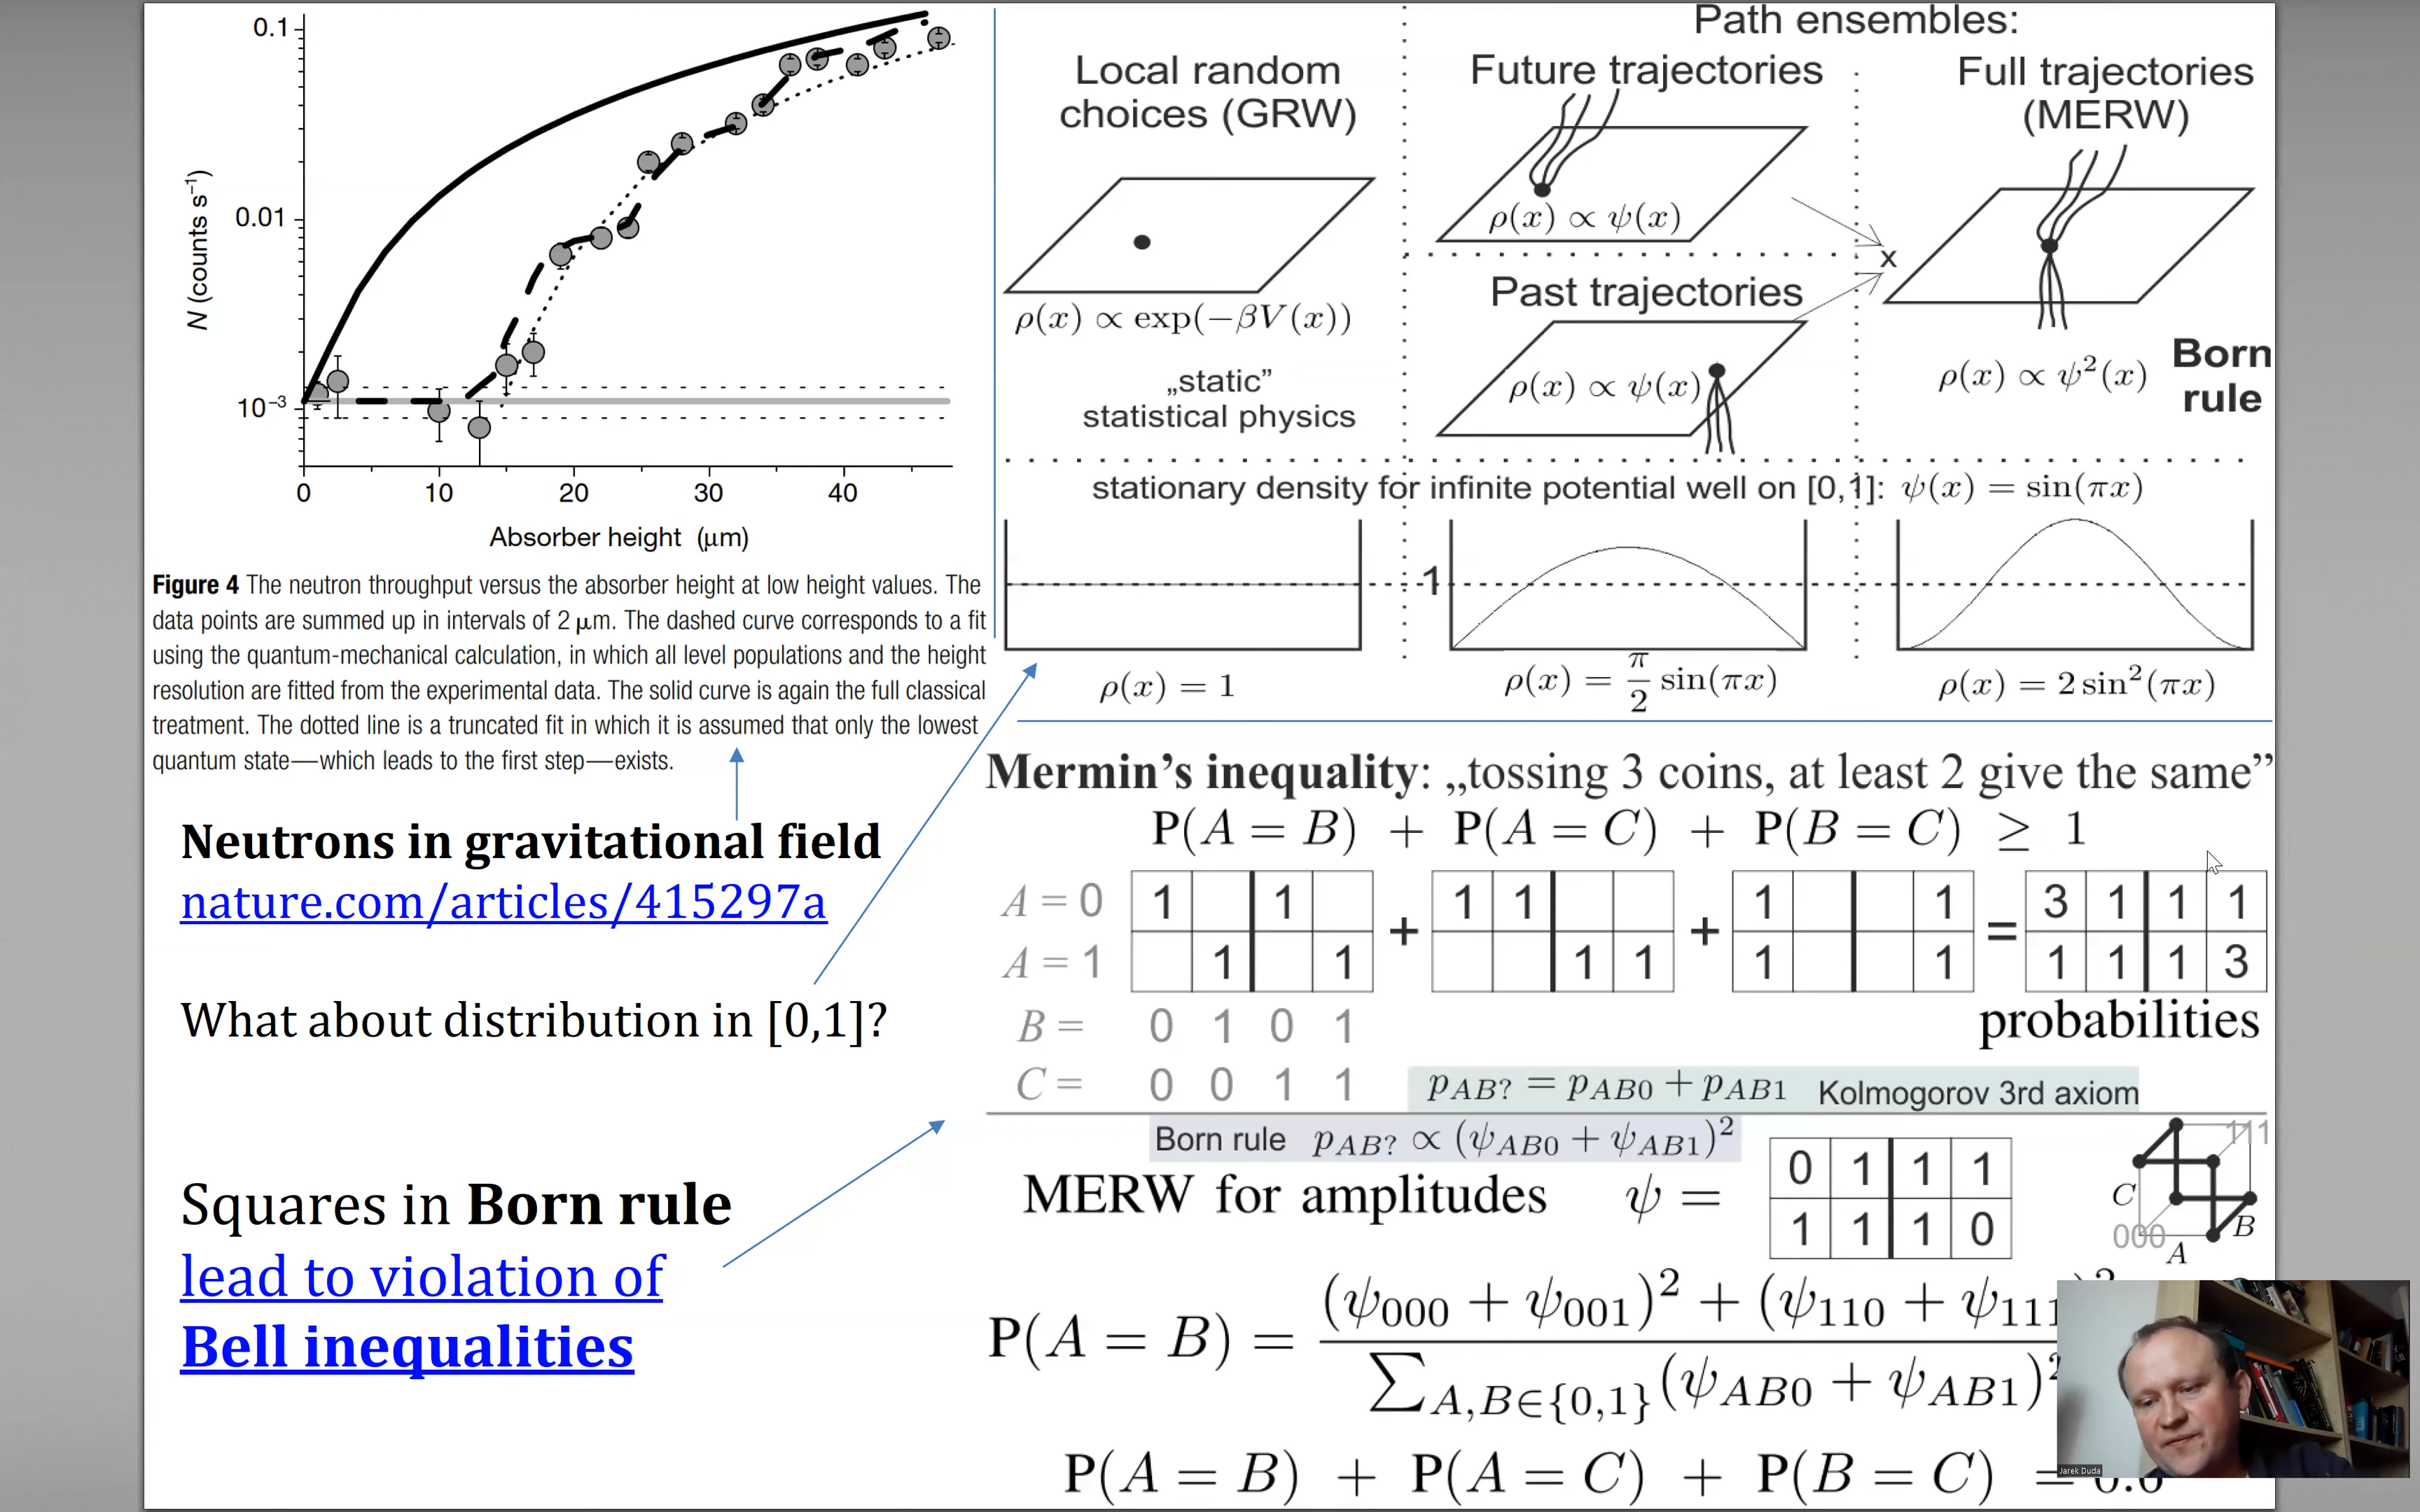 0.1
0.01
10⁻³
N (counts s⁻¹)
0 10 20 30 40
Absorber height (μm)
Figure 4 The neutron throughput versus the absorber height at low height values. The
data points are summed up in intervals of 2 μm. The dashed curve corresponds to a fit
using the quantum-mechanical calculation, in which all level populations and the height
resolution are fitted from the experimental data. The solid curve is again the full classical
treatment. The dotted line is a truncated fit in which it is assumed that only the lowest
quantum state—which leads to the first step—exists.
Neutrons in gravitational field
nature.com/articles/415297a
What about distribution in [0,1]?
Squares in Born rule
lead to violation of
Bell inequalities
Path ensembles:
Local random
choices (GRW)
ρ(x) ∝ exp(−βV(x))
„static”
statistical physics
Future trajectories
ρ(x) ∝ ψ(x)
Past trajectories
ρ(x) ∝ ψ(x)
x
Full trajectories
(MERW)
ρ(x) ∝ ψ²(x)
Born
rule
stationary density for infinite potential well on [0,1]: ψ(x) = sin(πx)
1
ρ(x) = 1
ρ(x) = π/2 sin(πx)
ρ(x) = 2 sin²(πx)
Mermin’s inequality: „tossing 3 coins, at least 2 give the same”
P(A = B) + P(A = C) + P(B = C) ≥ 1
A = 0 1 1 + 1 1 + 1 1 = 3 1 1 1
A = 1 1 1 1 1 1 1 1 1 1 3
B = 0 1 0 1
probabilities
C = 0 0 1 1
pAB? = pAB0 + pAB1 Kolmogorov 3rd axiom
Born rule pAB? ∝ (ψAB0 + ψAB1)²
MERW for amplitudes ψ =
0 1 1 1
1 1 1 0
111
C
000
A
B
P(A = B) = (ψ000 + ψ001)² + (ψ110 + ψ111)²
∑A,B∈{0,1}(ψAB0 + ψAB1)²
P(A = B) + P(A = C) + P(B = C) =
Jarek Duda